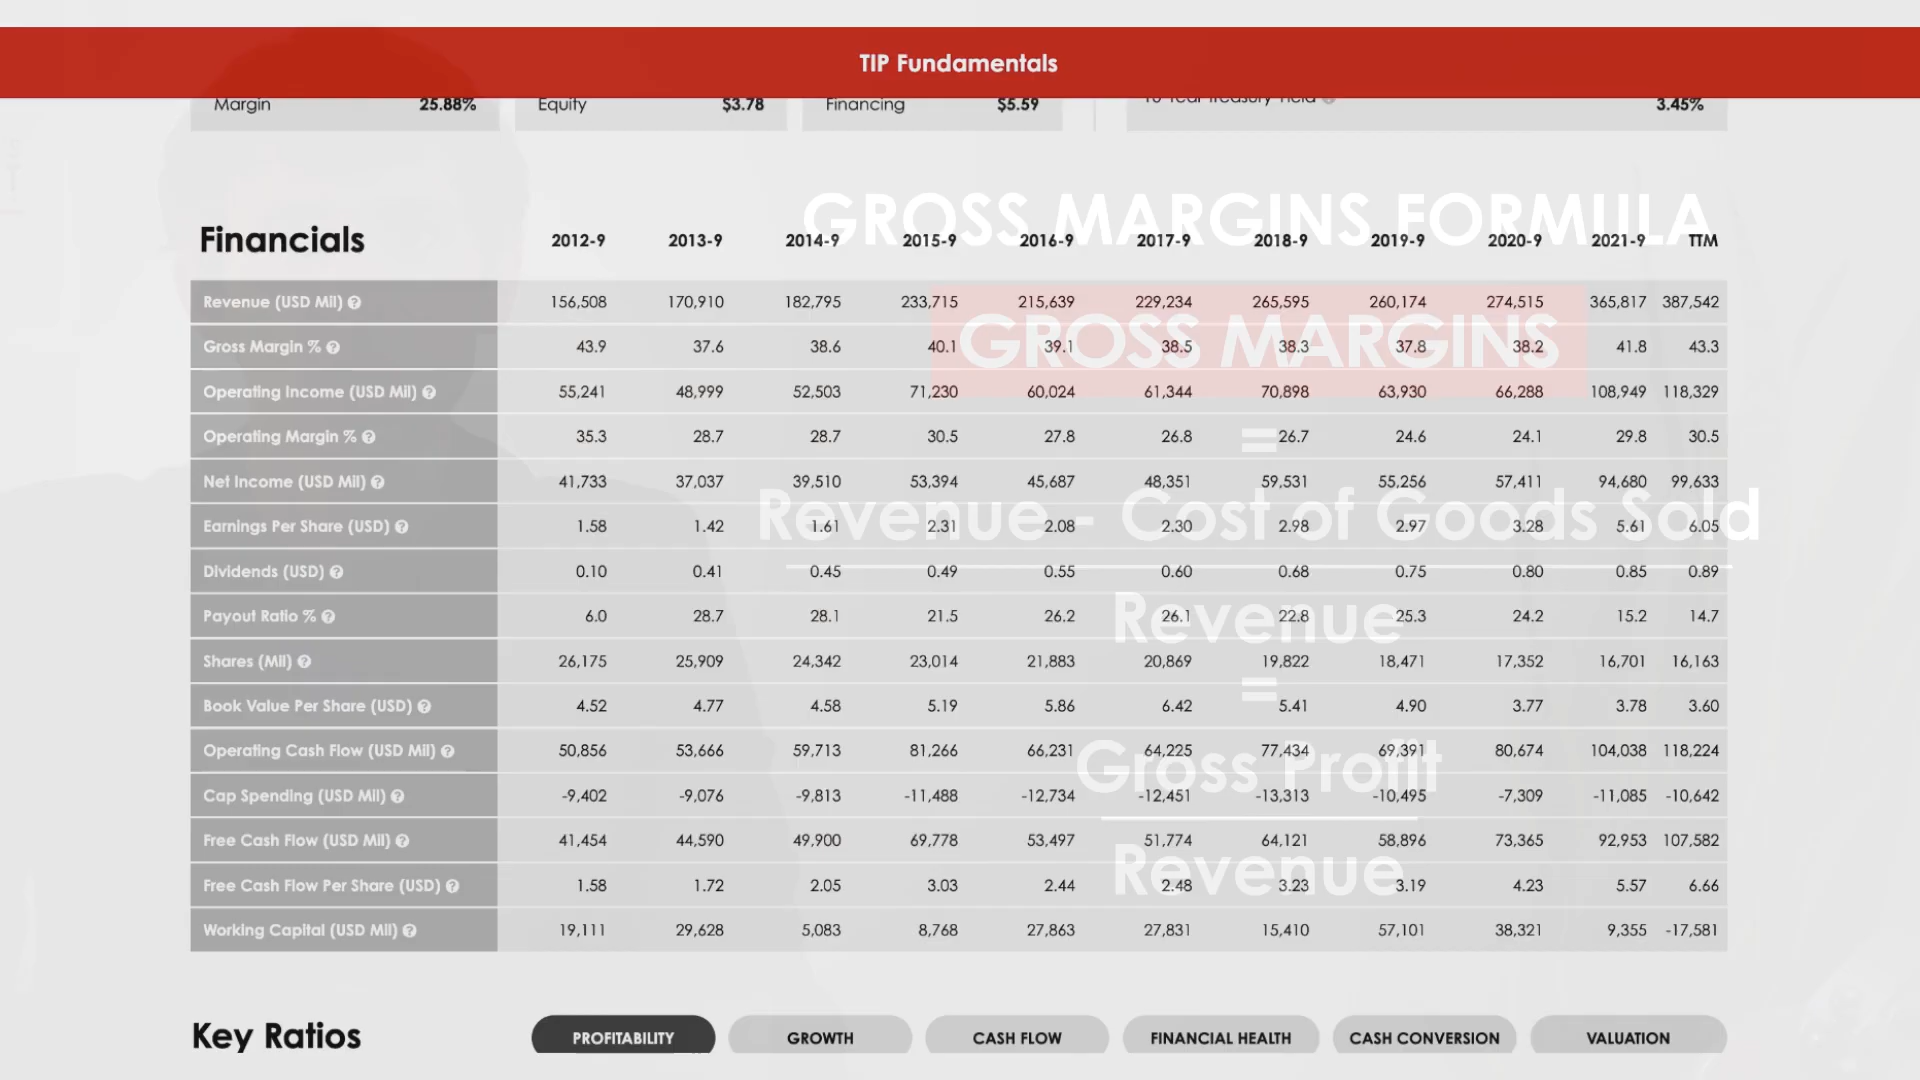 TIP Fundamentals
Margin 25.88% Equity $3.78 Financing $5.59 10 Year Treasury Yield 3.45%
GROSS MARGINS FORMULA
Financials 2012-9 2013-9 2014-9 2015-9 2016-9 2017-9 2018-9 2019-9 2020-9 2021-9 TTM
Revenue (USD Mil) 156,508 170,910 182,795 233,715 215,639 229,234 265,595 260,174 274,515 365,817 387,542
GROSS MARGINS
Gross Margin % 43.9 37.6 38.6 40.1 39.1 38.5 38.3 37.8 38.2 41.8 43.3
Operating Income (USD Mil) 55,241 48,999 52,503 71,230 60,024 61,344 70,898 63,930 66,288 108,949 118,329
Operating Margin % 35.3 28.7 28.7 30.5 27.8 26.8 26.7 24.6 24.1 29.8 30.5
=
Net Income (USD Mil) 41,733 37,037 39,510 53,394 45,687 48,351 59,531 55,256 57,411 94,680 99,633
Revenue - Cost of Goods Sold
Earnings Per Share (USD) 1.58 1.42 1.61 2.31 2.08 2.30 2.98 2.97 3.28 5.61 6.05
Dividends (USD) 0.10 0.41 0.45 0.49 0.55 0.60 0.68 0.75 0.80 0.85 0.89
Payout Ratio % 6.0 28.7 28.1 21.5 26.2 26.1 22.8 25.3 24.2 15.2 14.7
Revenue
Shares (Mil) 26,175 25,909 24,342 23,014 21,883 20,869 19,822 18,471 17,352 16,701 16,163
=
Book Value Per Share (USD) 4.52 4.77 4.58 5.19 5.86 6.42 5.41 4.90 3.77 3.78 3.60
Operating Cash Flow (USD Mil) 50,856 53,666 59,713 81,266 66,231 64,225 77,434 69,391 80,674 104,038 118,224
Gross Profit
Cap Spending (USD Mil) -9,402 -9,076 -9,813 -11,488 -12,734 -12,451 -13,313 -10,495 -7,309 -11,085 -10,642
Free Cash Flow (USD Mil) 41,454 44,590 49,900 69,778 53,497 51,774 64,121 58,896 73,365 92,953 107,582
Revenue
Free Cash Flow Per Share (USD) 1.58 1.72 2.05 3.03 2.44 2.48 3.23 3.19 4.23 5.57 6.66
Working Capital (USD Mil) 19,111 29,628 5,083 8,768 27,863 27,831 15,410 57,101 38,321 9,355 -17,581
Key Ratios PROFITABILITY GROWTH CASH FLOW FINANCIAL HEALTH CASH CONVERSION VALUATION